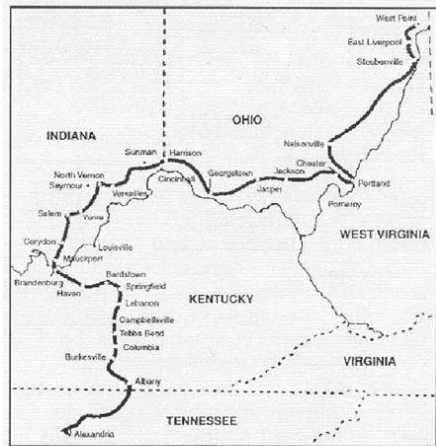 West Point
East Liverpool
Steubenville
OHIO
INDIANA
Nelsonville
Sunman
Harrison
Chester
Georgetown
Jackson
North Vernon
Seymour
Cincinnati
Portland
Jasper
Versailles
Pomeroy
Salem
Vienna
WEST VIRGINIA
Corydon
Louisville
Mauckport
Bardstown
Brandenburg
Springfield
Haven
Lebanon
KENTUCKY
Campbellsville
Tebbs Bend
Columbia
Burkesville
VIRGINIA
Albany
TENNESSEE
Alexandria